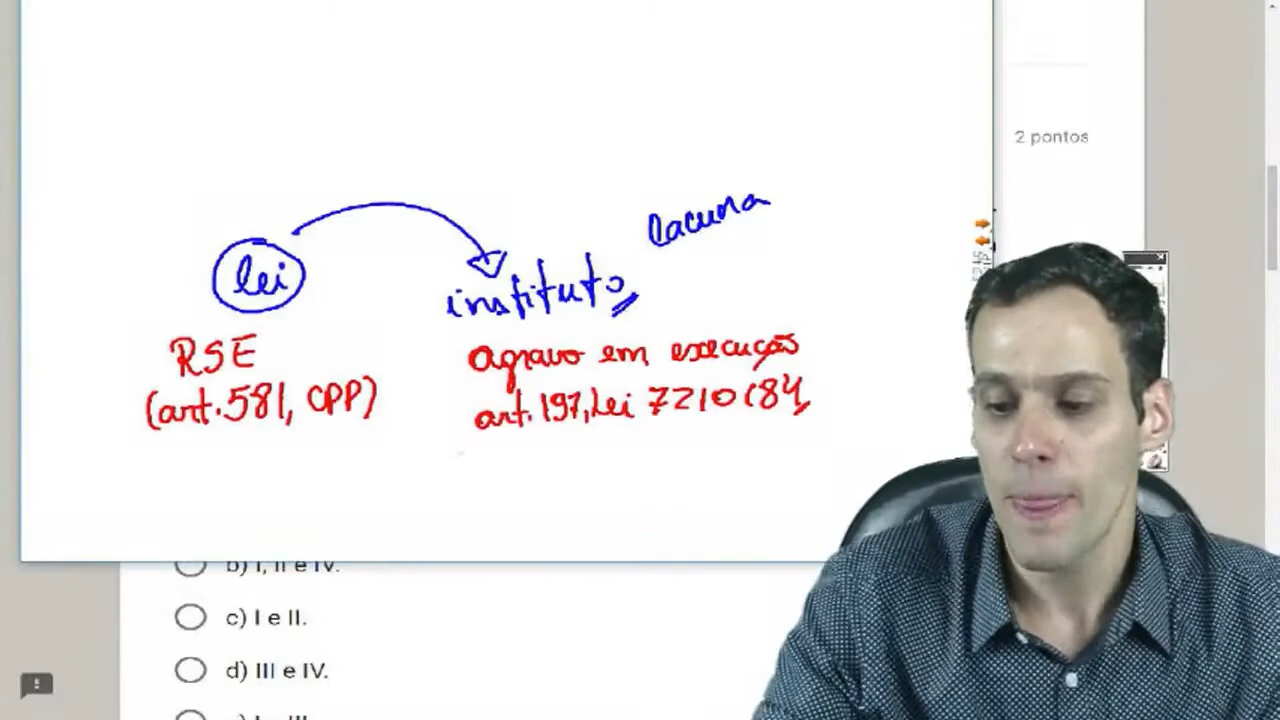 2 pontos
lacuna
lei
instituto
RSE
(art. 581, CPP)
agravo em execução
art. 197, Lei 7210/84
b) I, II e IV.
c) I e II.
d) III e IV.